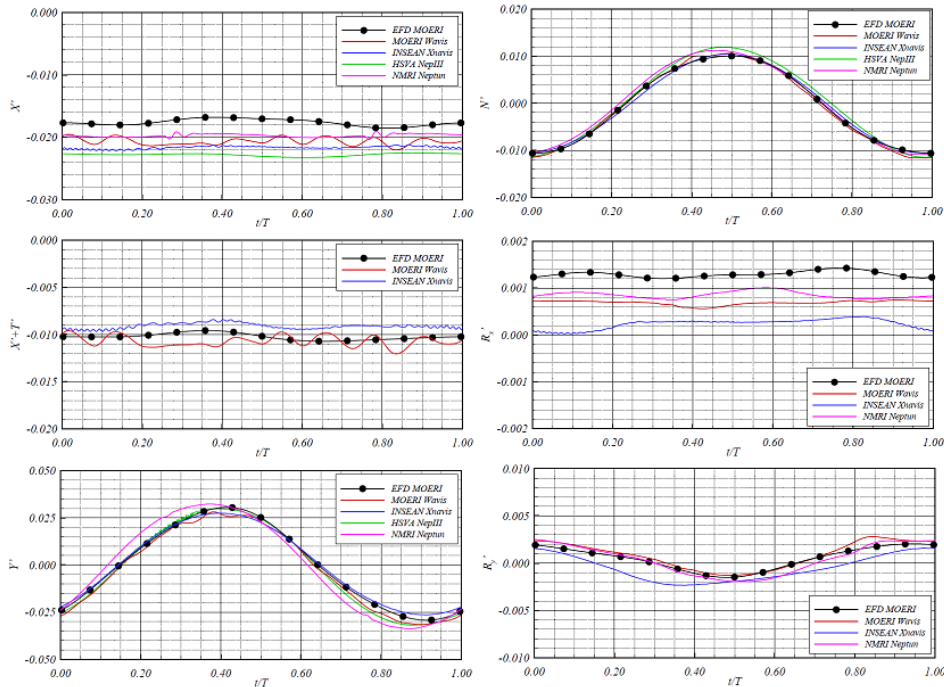 0.000
-0.010
-0.020
-0.030
X'
EFD MOERI
MOERI Wavis
INSEAN Xnavis
HSVA NepIII
NMRI Neptun
0.00 0.20 0.40 0.60 0.80 1.00
t/T
0.020
0.010
0.000
-0.010
-0.020
N'
EFD MOERI
MOERI Wavis
INSEAN Xnavis
HSVA NepIII
NMRI Neptun
0.00 0.20 0.40 0.60 0.80 1.00
t/T
0.000
-0.005
-0.010
-0.015
-0.020
X'+T'
EFD MOERI
MOERI Wavis
INSEAN Xnavis
0.00 0.20 0.40 0.60 0.80 1.00
t/T
0.002
0.001
0.000
-0.001
-0.002
Rx'
EFD MOERI
MOERI Wavis
INSEAN Xnavis
NMRI Neptun
0.00 0.20 0.40 0.60 0.80 1.00
t/T
0.050
0.025
0.000
-0.025
-0.050
Y'
EFD MOERI
MOERI Wavis
INSEAN Xnavis
HSVA NepIII
NMRI Neptun
0.00 0.20 0.40 0.60 0.80 1.00
t/T
0.010
0.005
0.000
-0.005
-0.010
Ry'
EFD MOERI
MOERI Wavis
INSEAN Xnavis
NMRI Neptun
0.00 0.20 0.40 0.60 0.80 1.00
t/T